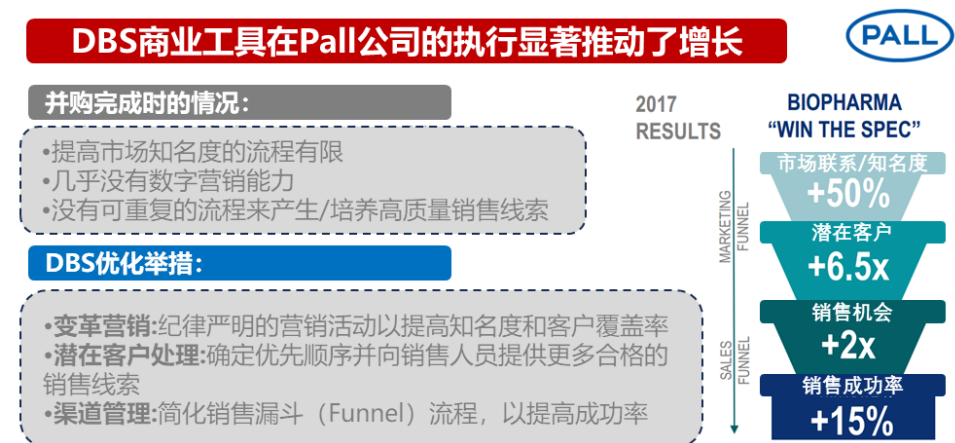 DBS商业工具在Pall公司的执行显著推动了增长
PALL
并购完成时的情况：
•提高市场知名度的流程有限
•几乎没有数字营销能力
•没有可重复的流程来产生/培养高质量销售线索
DBS优化举措：
•变革营销:纪律严明的营销活动以提高知名度和客户覆盖率
•潜在客户处理:确定优先顺序并向销售人员提供更多合格的
销售线索
•渠道管理:简化销售漏斗（Funnel）流程，以提高成功率
2017
RESULTS
BIOPHARMA
“WIN THE SPEC”
MARKETING
FUNNEL
SALES
FUNNEL
市场联系/知名度
+50%
潜在客户
+6.5x
销售机会
+2x
销售成功率
+15%